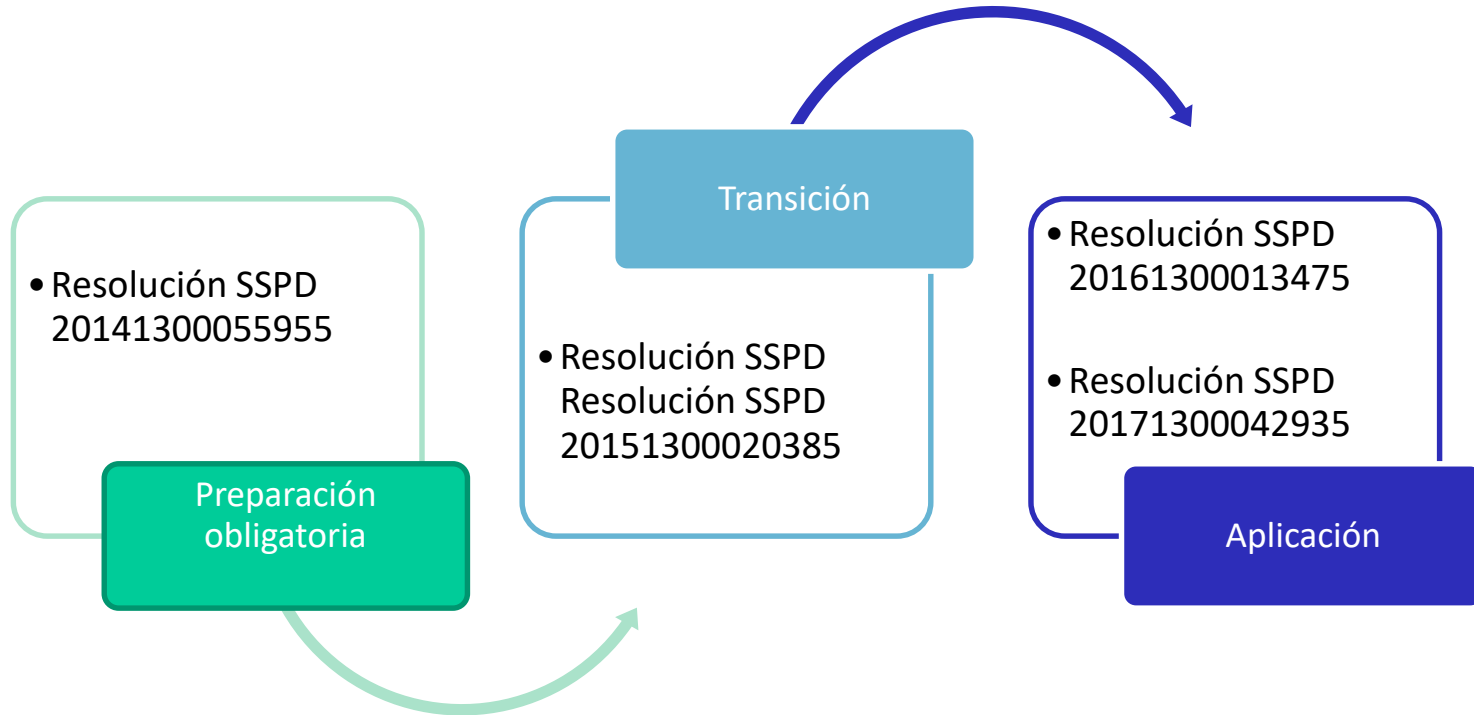 • Resolución SSPD
20141300055955
Preparación
obligatoria
Transición
• Resolución SSPD
Resolución SSPD
20151300020385
• Resolución SSPD
20161300013475
• Resolución SSPD
20171300042935
Aplicación